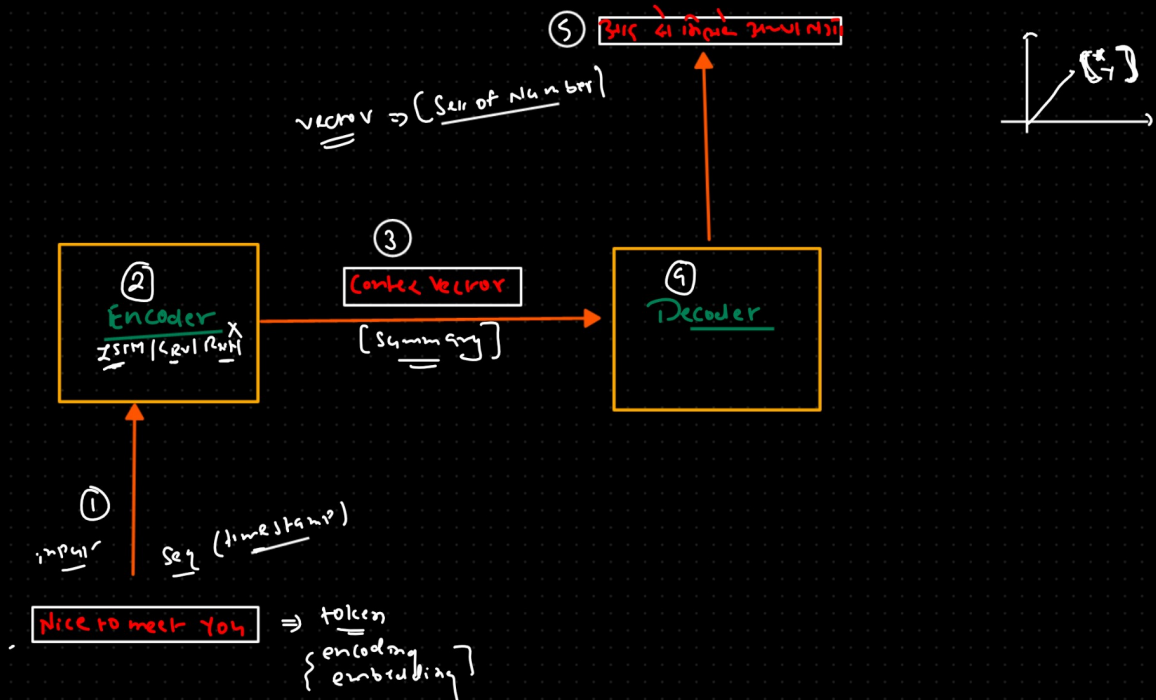 5
vector => (Set of Number)
[x
y]
3
2
Context Vector
4
Encoder
Decoder
X
LSTM | GRU | RNN
[Summary]
1
input
Seq (timestamp)
Nice to meet You => token
{ encoding
embedding }